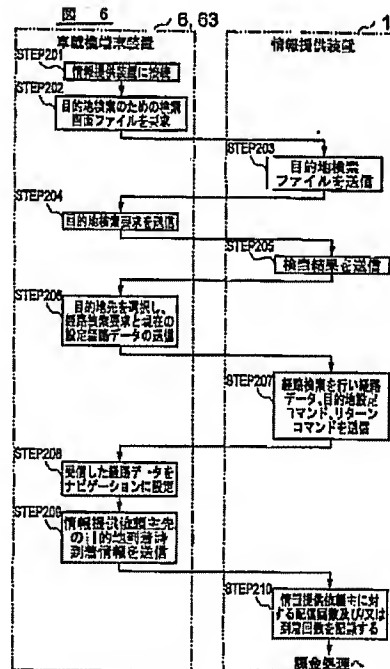 図 6
6, 63
1
車載機端末装置
情報提供装置
STEP201
情報提供装置に接続
STEP202
目的地検索のための検索
画面ファイルを要求
STEP203
目的地検索
ファイルを送信
STEP204
目的地検索要求を送信
STEP205
検索結果を送信
STEP206
目的地先を選択し、
経路検索要求と現在の
設定経路データの送信
STEP207
経路検索を行い経路
データ、目的地設定
コマンド、リターン
コマンドを送信
STEP208
受信した経路データを
ナビゲーションに設定
STEP209
情報提供依頼主先
の目的地到着時
到着情報を送信
STEP210
情報提供依頼主に対
する配信回数及び/又は
到着回数を記録する
課金処理へ